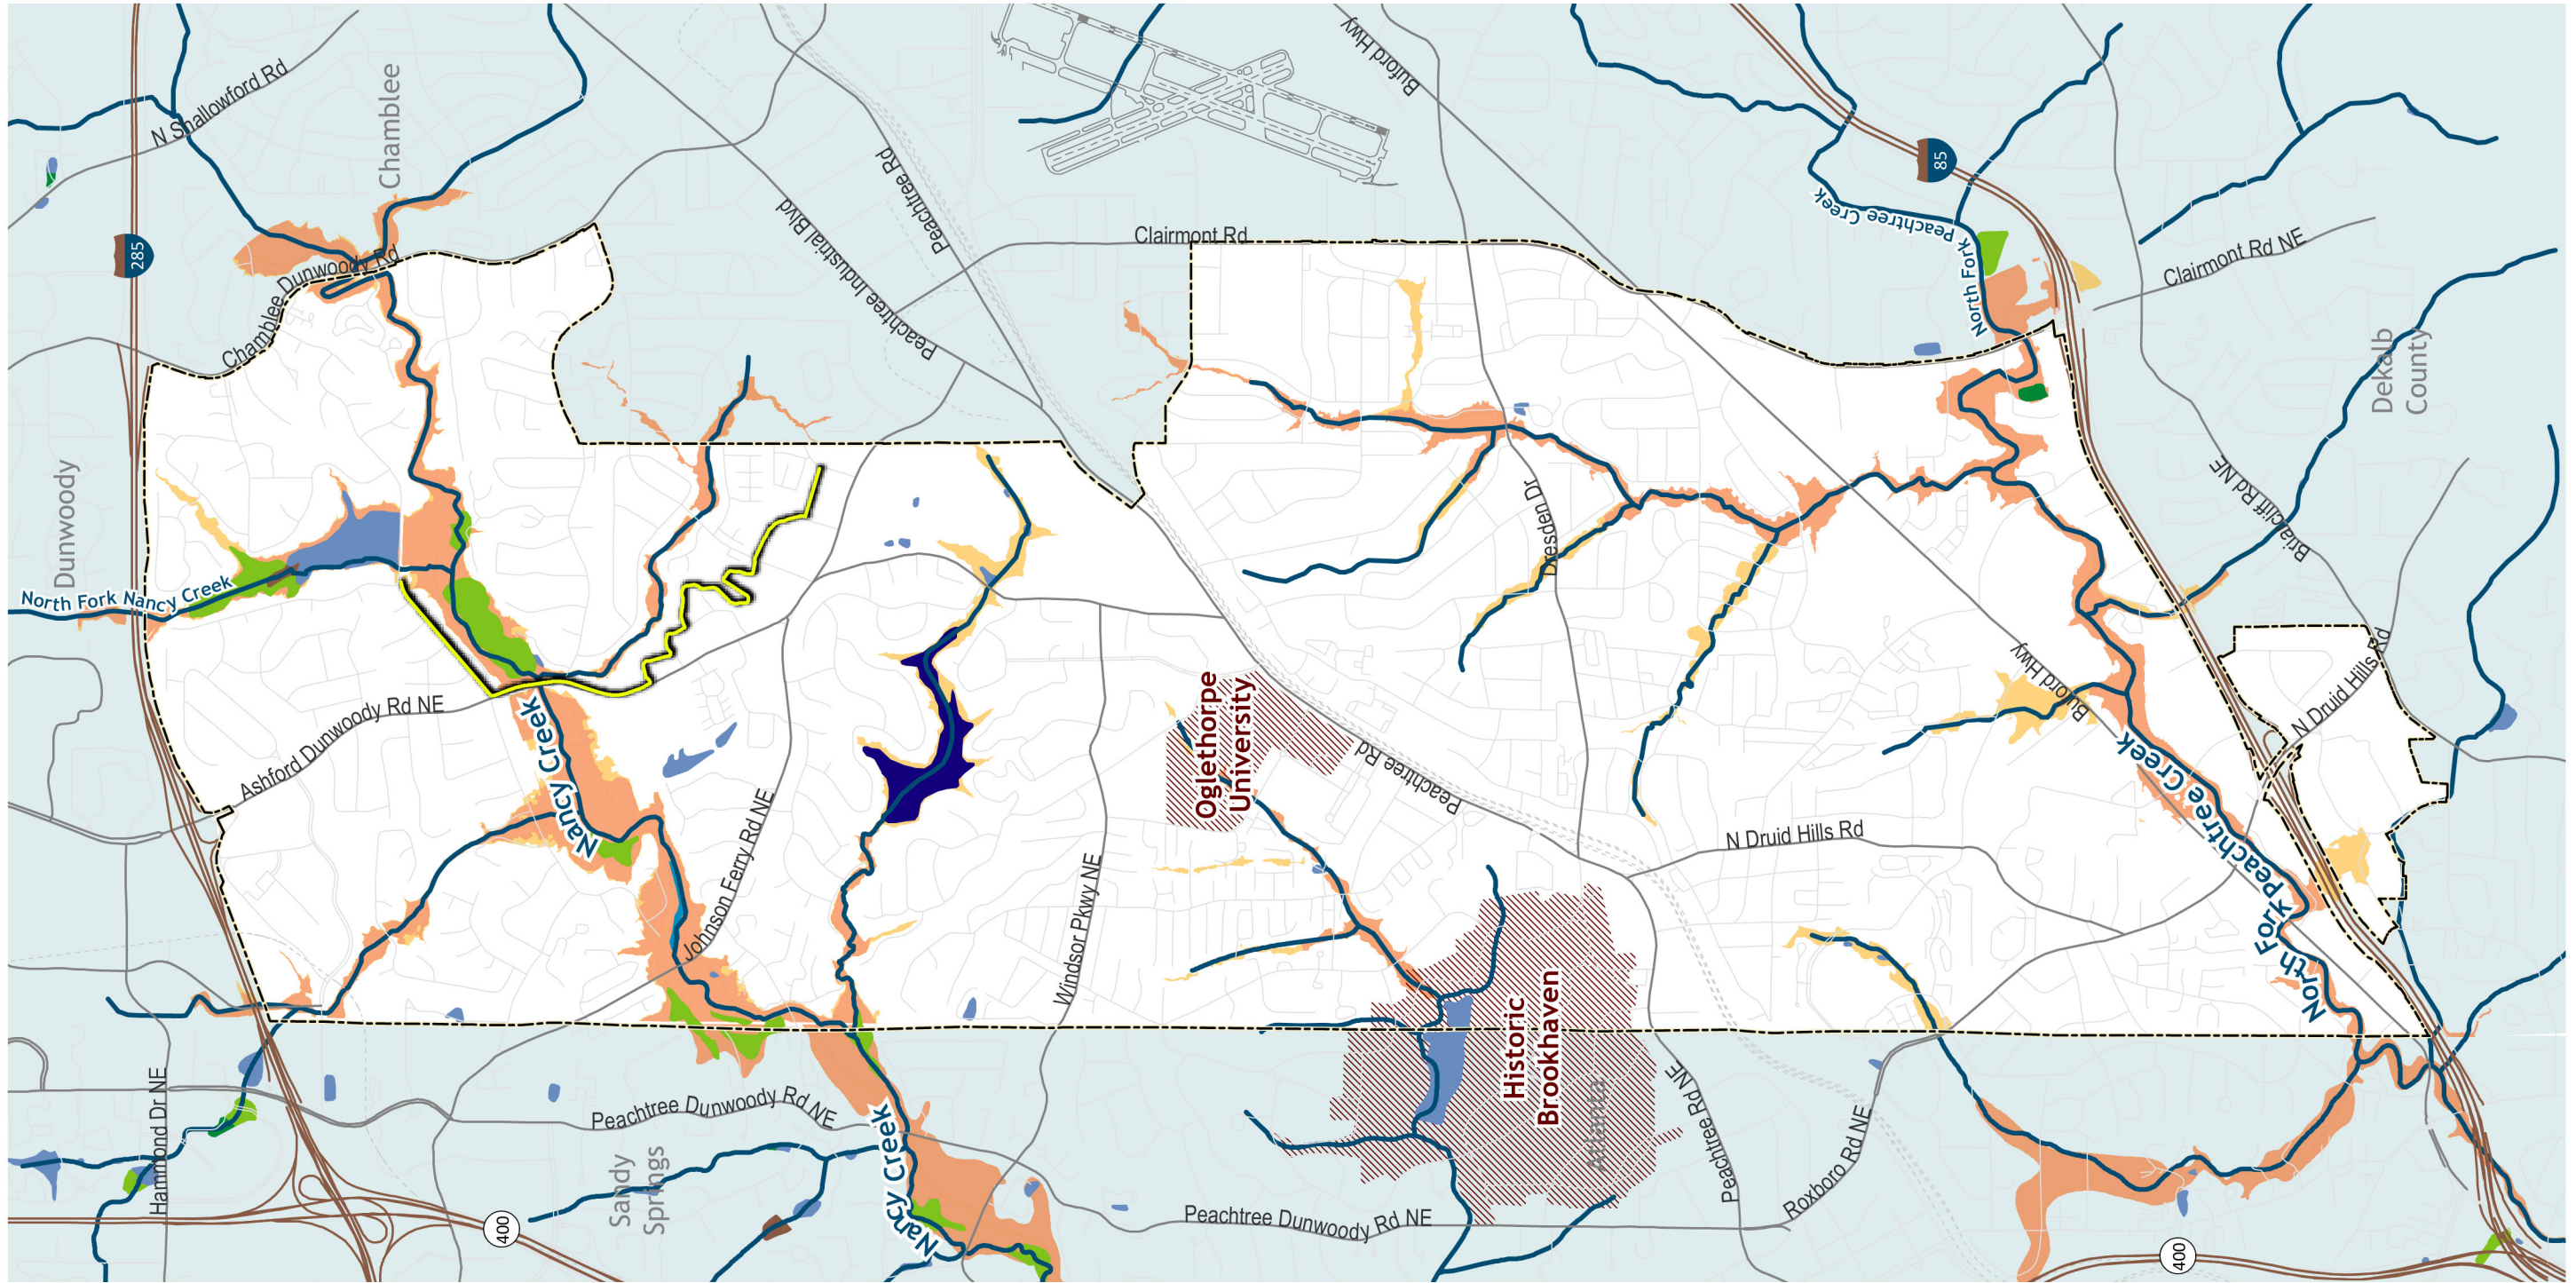 N Shallowford Rd
Chamblee
285
Chamblee Dunwoody Rd
Dunwoody
North Fork Nancy Creek
Ashford Dunwoody Rd NE
Nancy Creek
Johnson Ferry Rd NE
Hammond Dr NE
400
Sandy
Springs
Peachtree Dunwoody Rd NE
Nancy Creek
Peachtree Rd
Peachtree Industrial Blvd
Clairmont Rd
Buford Hwy
Windsor Pkwy NE
Oglethorpe
University
Peachtree Rd
Dresden Dr
Historic
Brookhaven
Atlanta
Peachtree Dunwoody Rd NE
Peachtree Rd NE
Roxboro Rd NE
N Druid Hills Rd
85
North Fork Peachtree Creek
Clairmont Rd NE
Dekalb
County
Briarcliff Rd NE
Buford Hwy
N Druid Hills Rd
North Fork Peachtree Creek
400